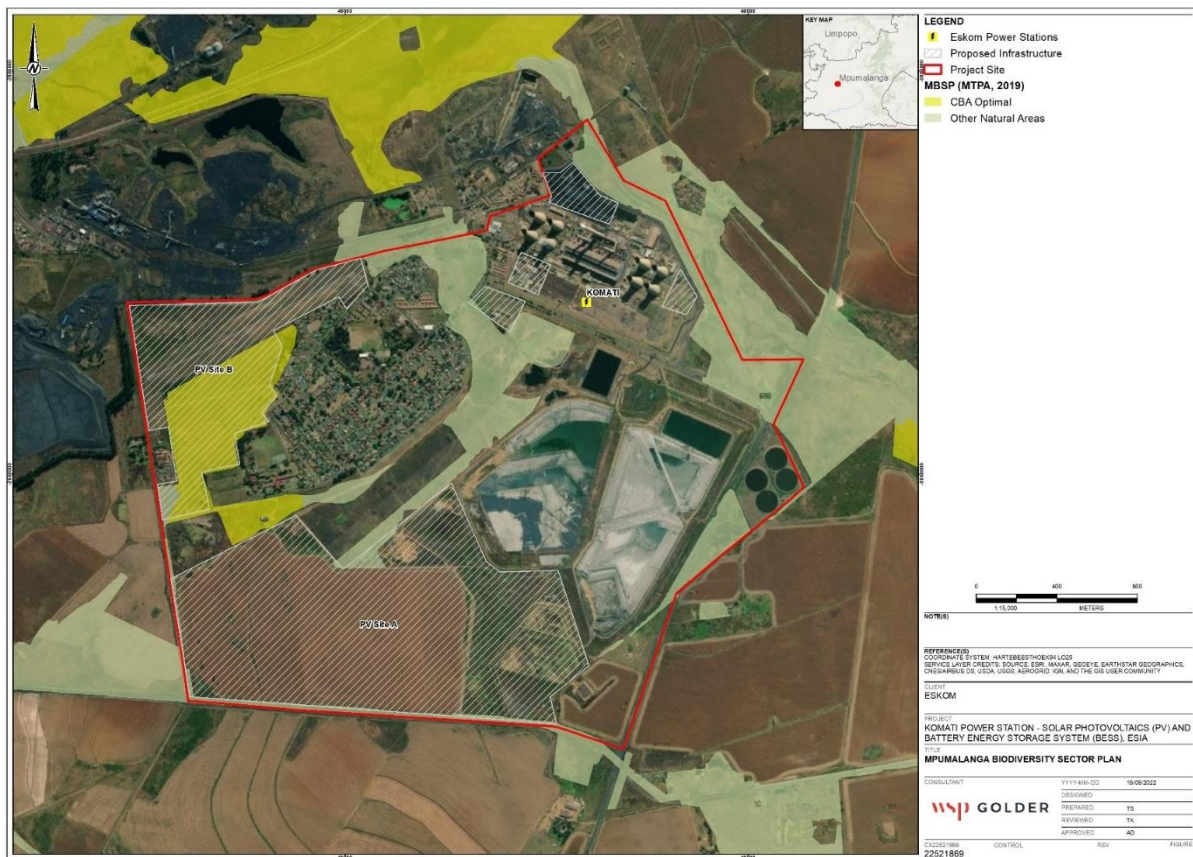 KEY MAP
Limpopo
Mpumalanga
KOMATI
PV Site B
PV Site A
LEGEND
Eskom Power Stations
Proposed Infrastructure
Project Site
MBSP (MTPA, 2019)
CBA Optimal
Other Natural Areas
0 400 800
1:15,000 METERS
NOTE(S)
REFERENCE(S)
COORDINATE SYSTEM: HARTEBEESTHOEK94 LO29
SERVICE LAYER CREDITS: SOURCE: ESRI, MAXAR, GEOEYE, EARTHSTAR GEOGRAPHICS,
CNES/AIRBUS DS, USDA, USGS, AEROGRID, IGN, AND THE GIS USER COMMUNITY
CLIENT
ESKOM
PROJECT
KOMATI POWER STATION - SOLAR PHOTOVOLTAICS (PV) AND
BATTERY ENERGY STORAGE SYSTEM (BESS), ESIA
TITLE
MPUMALANGA BIODIVERSITY SECTOR PLAN
CONSULTANT
YYYY-MM-DD
DESIGNED
PREPARED TS
REVIEWED TK
APPROVED AD
wsp GOLDER
CONTROL REV. FIGURE
22521869